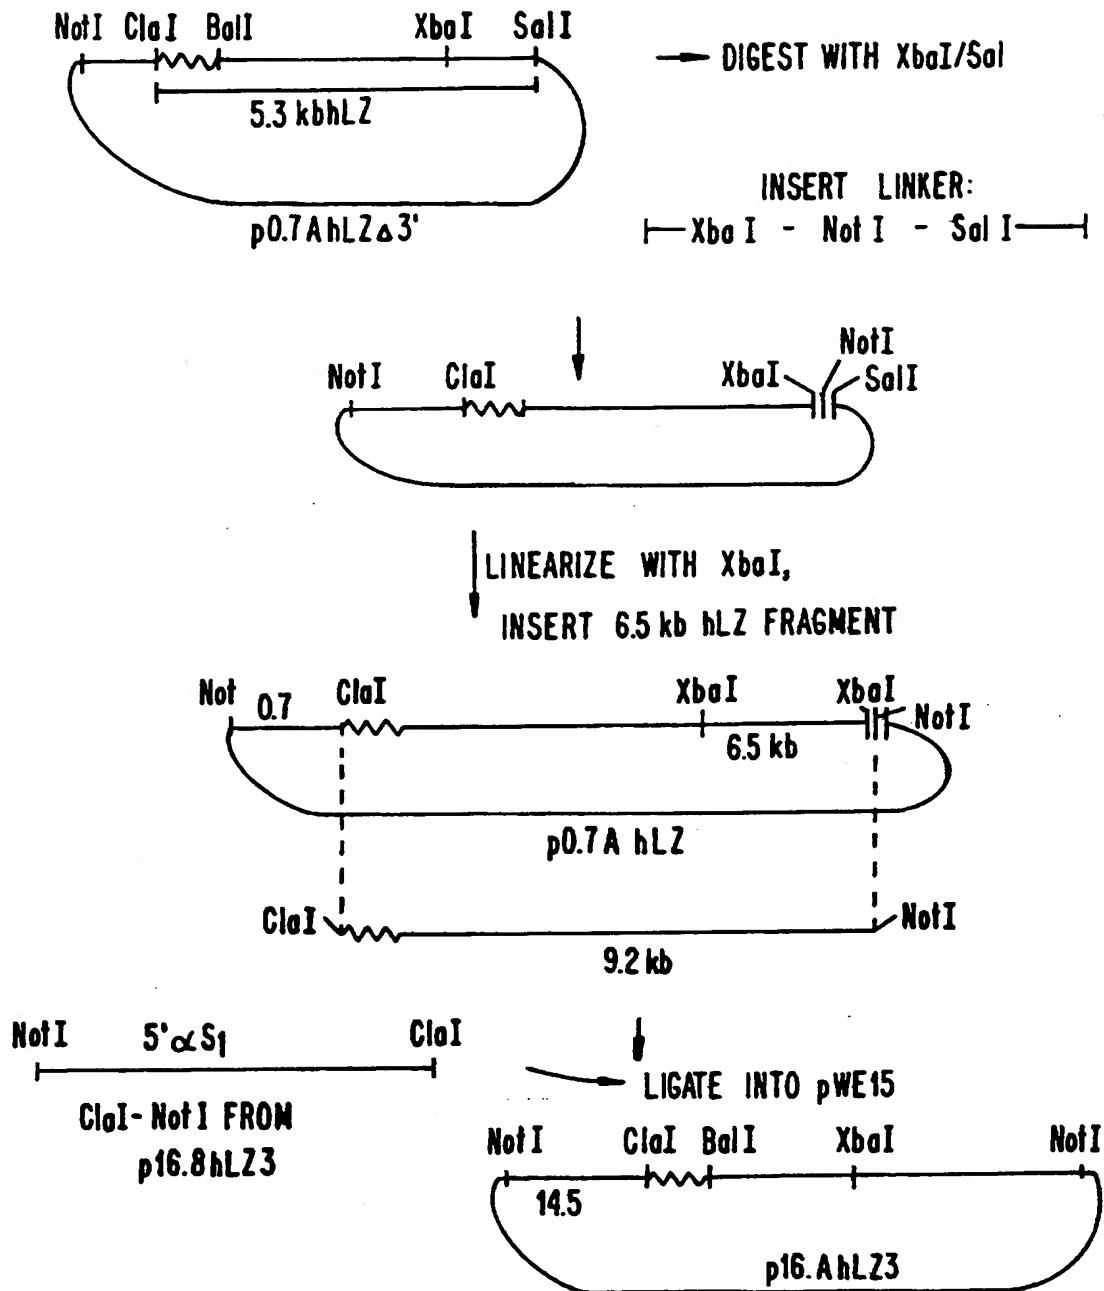 NotI ClaI BalI XbaI SalI
→ DIGEST WITH XbaI/Sal
5.3 kbhLZ
p0.7AhLZΔ3'
INSERT LINKER:
XbaI - NotI - SalI
NotI ClaI XbaI NotI SalI
LINEARIZE WITH XbaI,
INSERT 6.5 kb hLZ FRAGMENT
Not 0.7 ClaI XbaI XbaI NotI
6.5 kb
p0.7A hLZ
ClaI NotI
9.2 kb
NotI 5'αS1 ClaI
ClaI-NotI FROM
p16.8hLZ3
LIGATE INTO pWE15
NotI ClaI BalI XbaI NotI
14.5
p16.AhLZ3